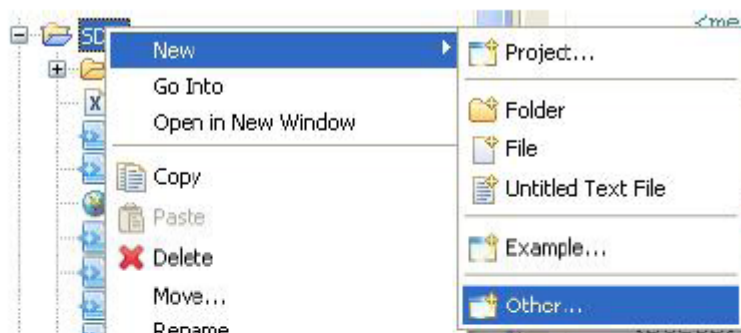 New
Go Into
Open in New Window
Copy
Paste
Delete
Move...
Rename
Project...
Folder
File
Untitled Text File
Example...
Other...